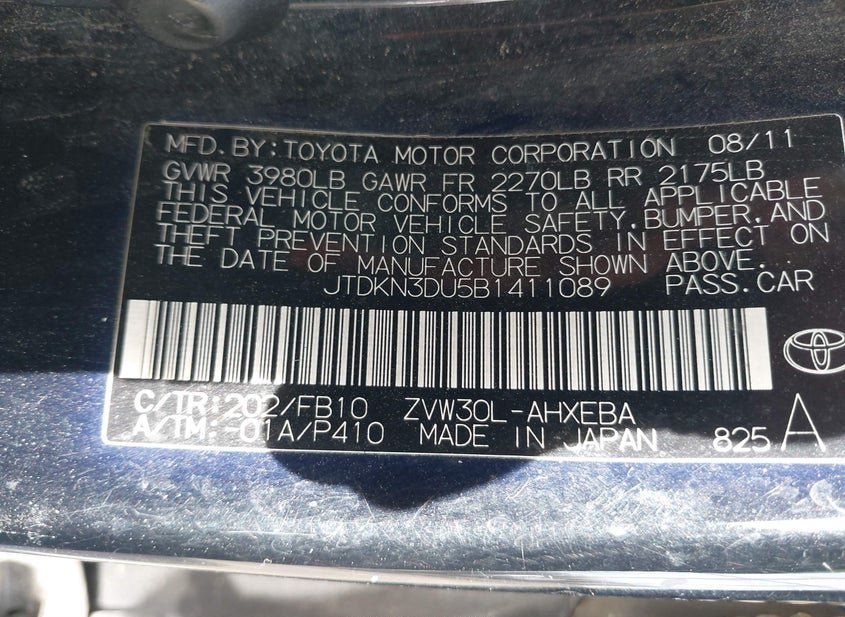 MFD.BY:TOYOTA MOTOR CORPORATION 08/11
GVWR 3980LB GAWR FR 2270LB RR 2175LB
THIS VEHICLE CONFORMS TO ALL APPLICABLE
FEDERAL MOTOR VEHICLE SAFETY,BUMPER,AND
THEFT PREVENTION STANDARDS IN EFFECT ON
THE DATE OF MANUFACTURE SHOWN ABOVE.
JTDKN3DU5B1411089 PASS.CAR
C/TR:202/FB10 ZVW30L-AHXEBA
A/TM:-01A/P410 MADE IN JAPAN 825 A